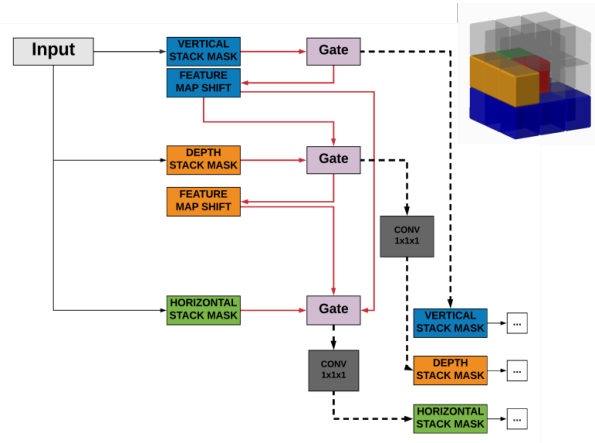 Input
VERTICAL
STACK MASK
Gate
FEATURE
MAP SHIFT
DEPTH
STACK MASK
Gate
FEATURE
MAP SHIFT
CONV
1x1x1
HORIZONTAL
STACK MASK
Gate
VERTICAL
STACK MASK
...
CONV
1x1x1
DEPTH
STACK MASK
...
HORIZONTAL
STACK MASK
...